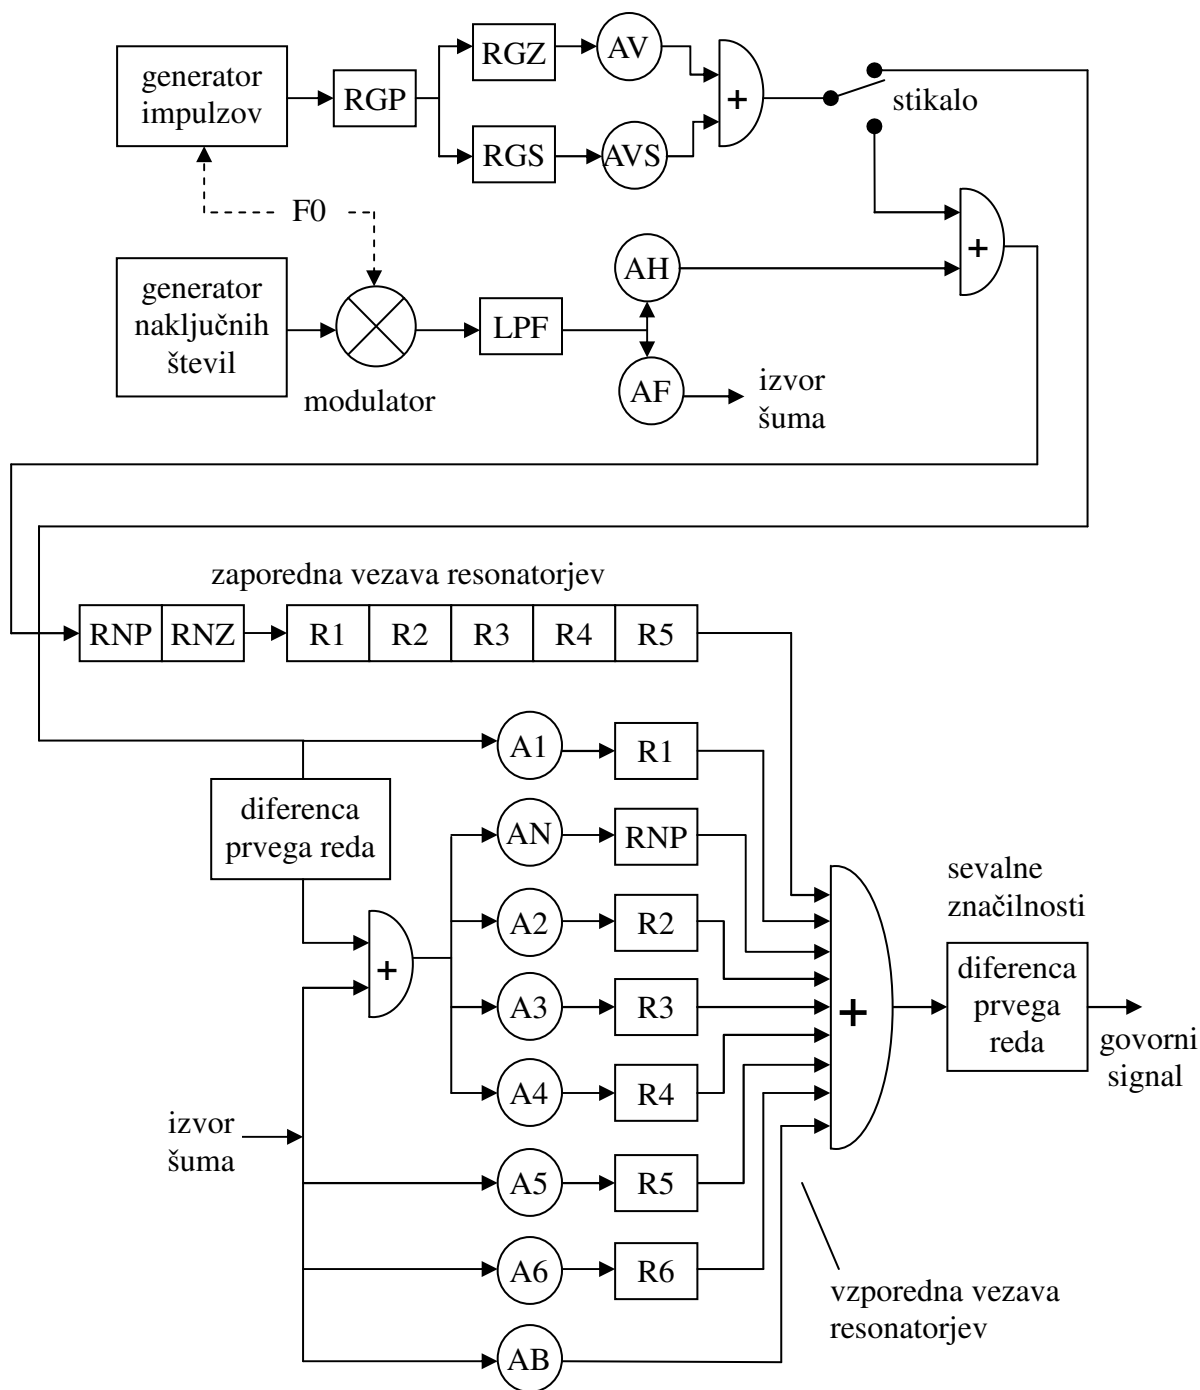 generator
impulzov
RGP
RGZ
AV
RGS
AVS
+
stikalo
F0
+
generator
naključnih
števil
modulator
LPF
AH
AF
izvor
šuma
zaporedna vezava resonatorjev
RNP RNZ R1 R2 R3 R4 R5
A1 R1
diferenca
prvega reda
AN RNP
A2 R2
+
A3 R3
A4 R4
izvor
šuma
A5 R5
A6 R6
AB
+
sevalne
značilnosti
diferenca
prvega
reda
govorni
signal
vzporedna vezava
resonatorjev